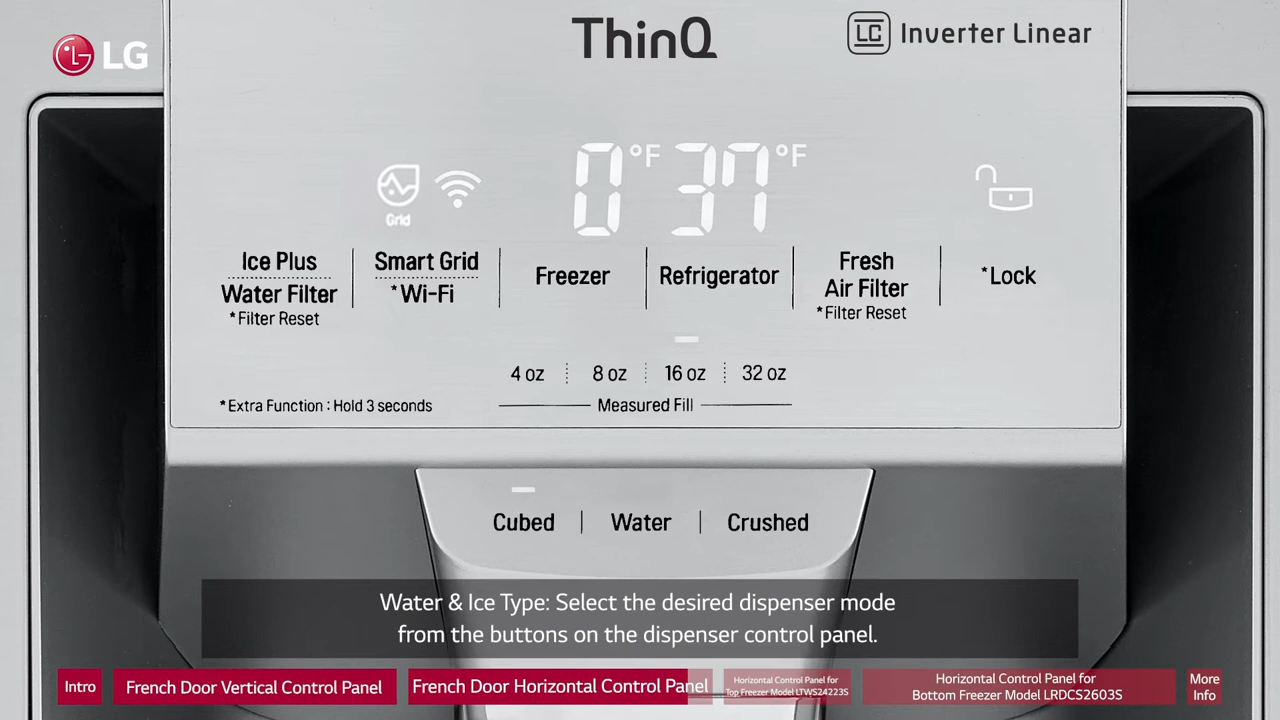 LG
ThinQ
LC Inverter Linear
0°F 37°F
Grid
Ice Plus
Water Filter
*Filter Reset
Smart Grid
*Wi-Fi
Freezer
Refrigerator
Fresh
Air Filter
*Filter Reset
*Lock
4 oz 8 oz 16 oz 32 oz
Measured Fill
*Extra Function : Hold 3 seconds
Cubed | Water | Crushed
Water & Ice Type: Select the desired dispenser mode
from the buttons on the dispenser control panel.
Intro
French Door Vertical Control Panel
French Door Horizontal Control Panel
Horizontal Control Panel for
Top Freezer Model LTWS24223S
Horizontal Control Panel for
Bottom Freezer Model LRDCS2603S
More
Info